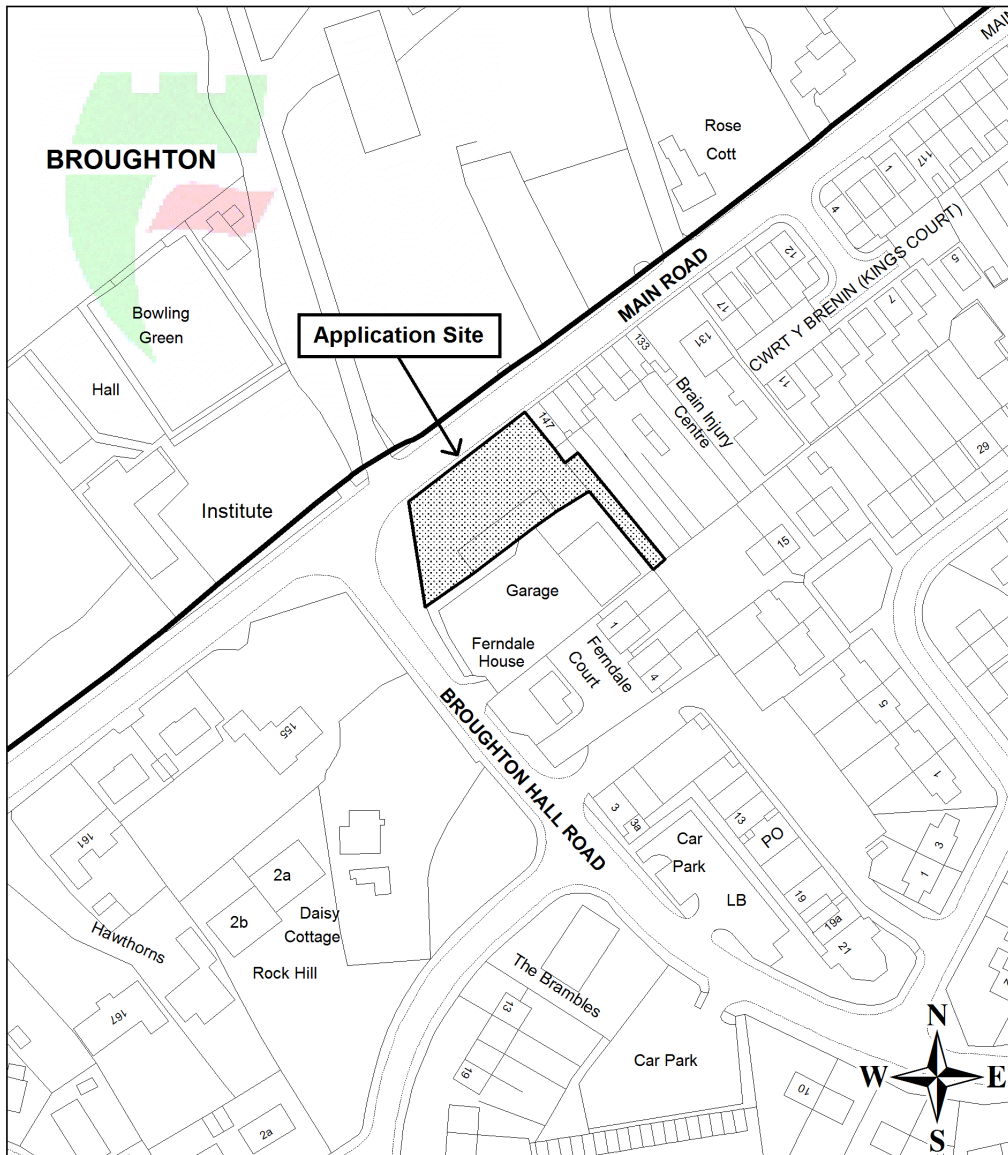 MAIN
BROUGHTON
Rose
Cott
1
117
4
MAIN ROAD
12
CWRT Y BRENIN (KINGS COURT)
5
17
7
Bowling
Green
Application Site
133
131
11
Hall
Brain Injury
Centre
147
29
Institute
15
Garage
1
Ferndale
House
Ferndale
Court
4
BROUGHTON HALL ROAD
5
155
1
3
3a
13
PO
Car
Park
161
3
1
2a
LB
19
19a
21
2b
Daisy
Cottage
Hawthorns
Rock Hill
The Brambles
13
167
19
Car Park
10
2a
N
W
E
S